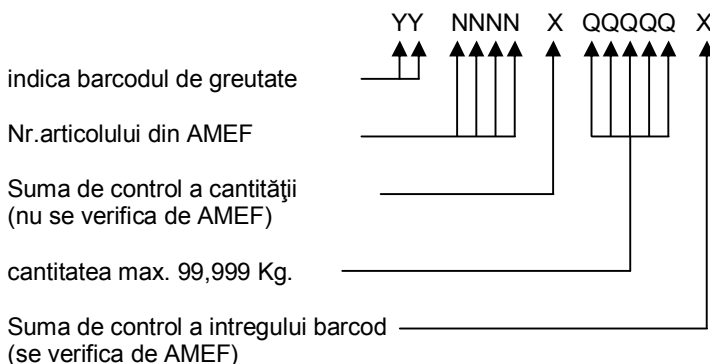 YY NNNN X QQQQQ X
indica barcodul de greutate
Nr.articolului din AMEF
Suma de control a cantităţii
(nu se verifica de AMEF)
cantitatea max. 99,999 Kg.
Suma de control a intregului barcod
(se verifica de AMEF)